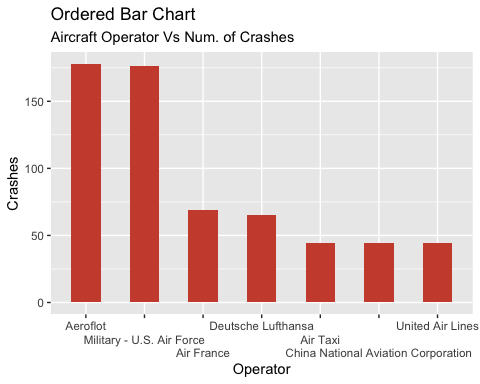 Ordered Bar Chart
Aircraft Operator Vs Num. of Crashes
Crashes
150
100
50
0
Aeroflot
Military - U.S. Air Force
Air France
Deutsche Lufthansa
Air Taxi
China National Aviation Corporation
United Air Lines
Operator